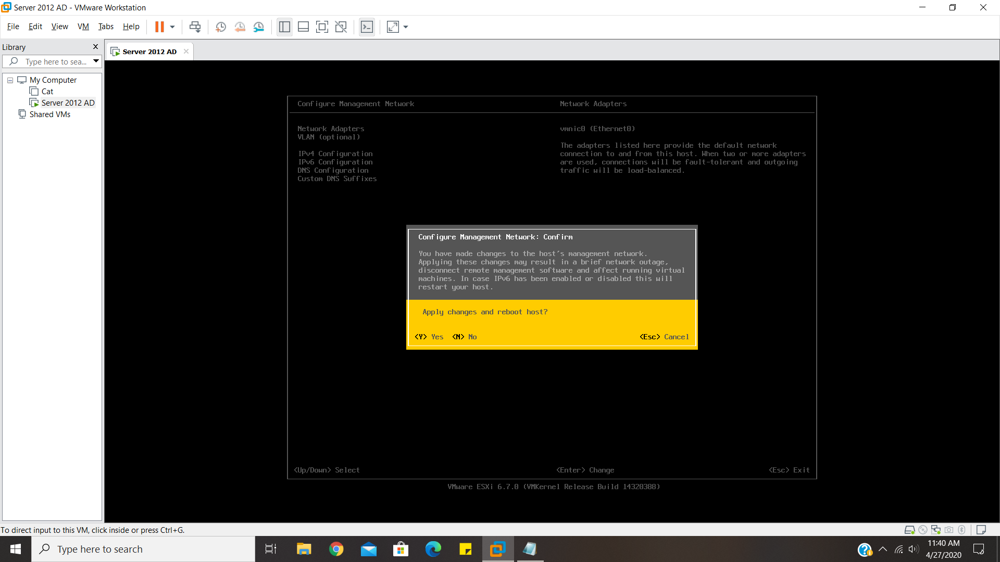 Server 2012 AD - VMware Workstation
File Edit View VM Tabs Help
Library
Type here to sea...
Server 2012 AD
My Computer
Cat
Server 2012 AD
Shared VMs
Configure Management Network
Network Adapters
Network Adapters
VLAN (optional)
IPv4 Configuration
IPv6 Configuration
DNS Configuration
Custom DNS Suffixes
vmnic0 (Ethernet0)
The adapters listed here provide the default network
connection to and from this host. When two or more adapters
are used, connections will be fault-tolerant and outgoing
traffic will be load-balanced.
Configure Management Network: Confirm
You have made changes to the host's management network.
Applying these changes may result in a brief network outage,
disconnect remote management software and affect running virtual
machines. In case IPv6 has been enabled or disabled this will
restart your host.
Apply changes and reboot host?
<Y> Yes <N> No <Esc> Cancel
<Up/Down> Select <Enter> Change <Esc> Exit
VMware ESXi 6.7.0 (VMKernel Release Build 14320388)
To direct input to this VM, click inside or press Ctrl+G.
Type here to search
11:40 AM
4/27/2020